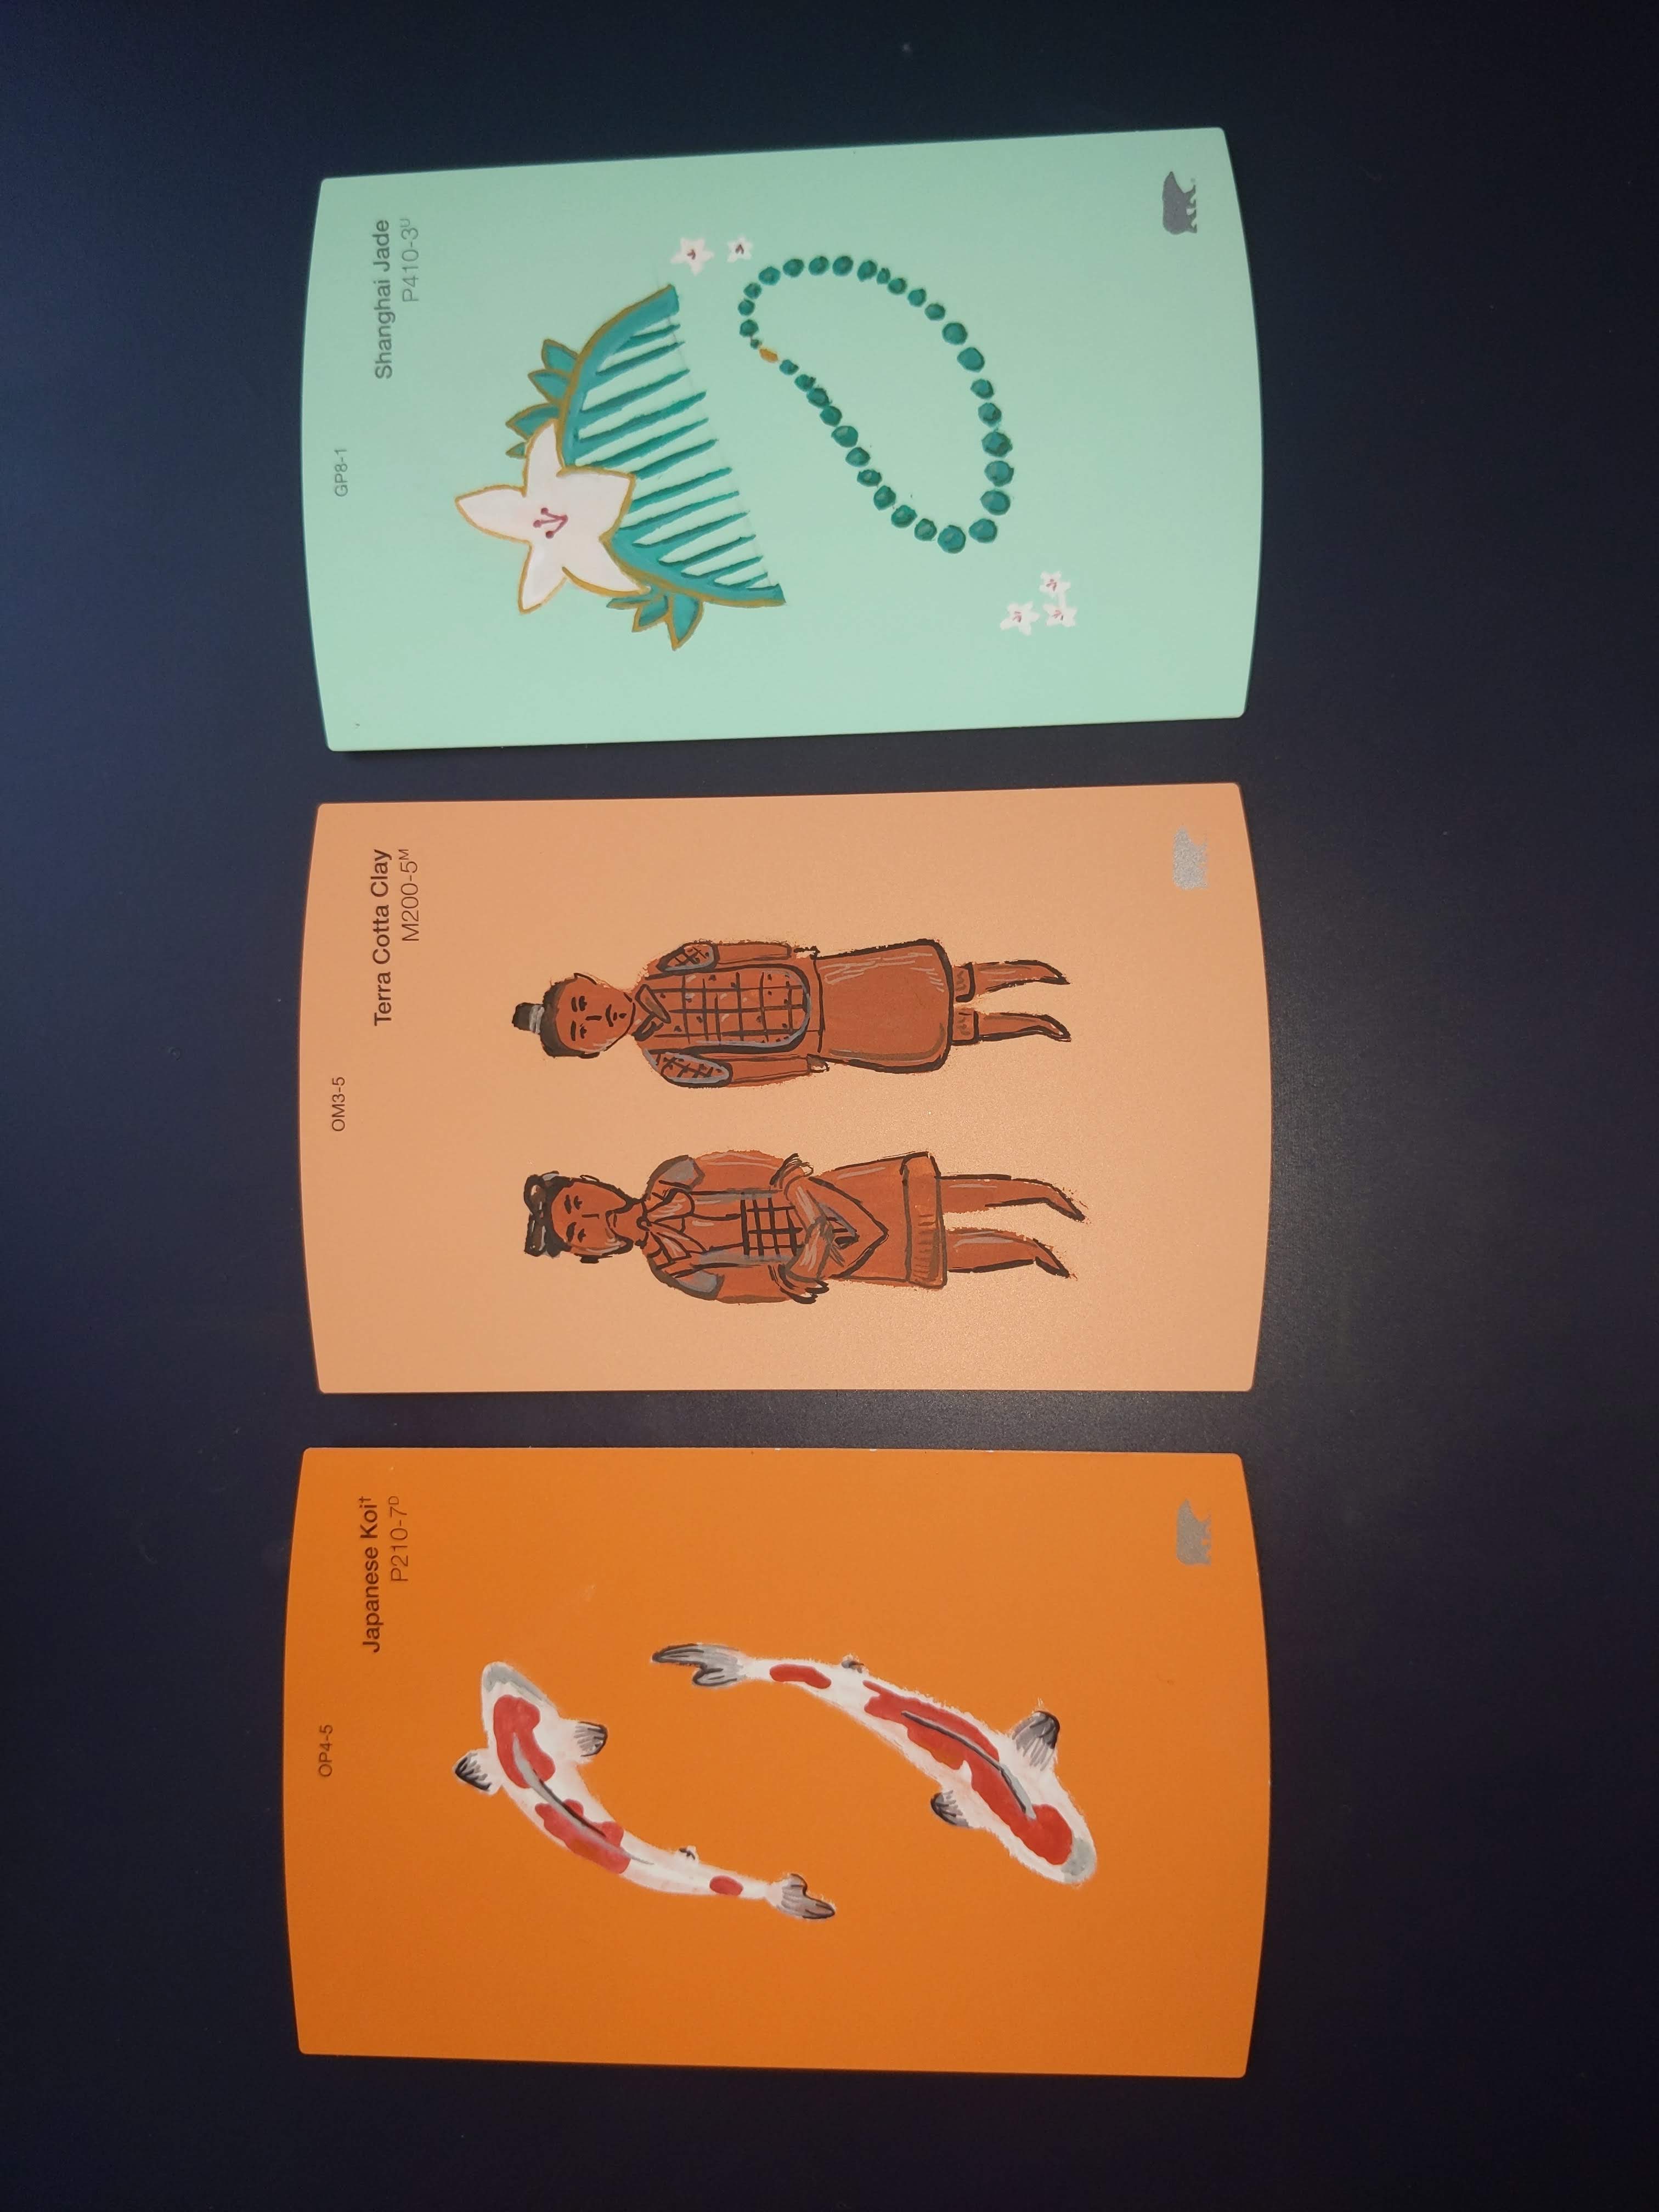 OP4-5
Japanese Koi†
P210-7ᴰ
OM3-5
Terra Cotta Clay
M200-5ᴹ
GP8-1
Shanghai Jade
P410-3ᵁ